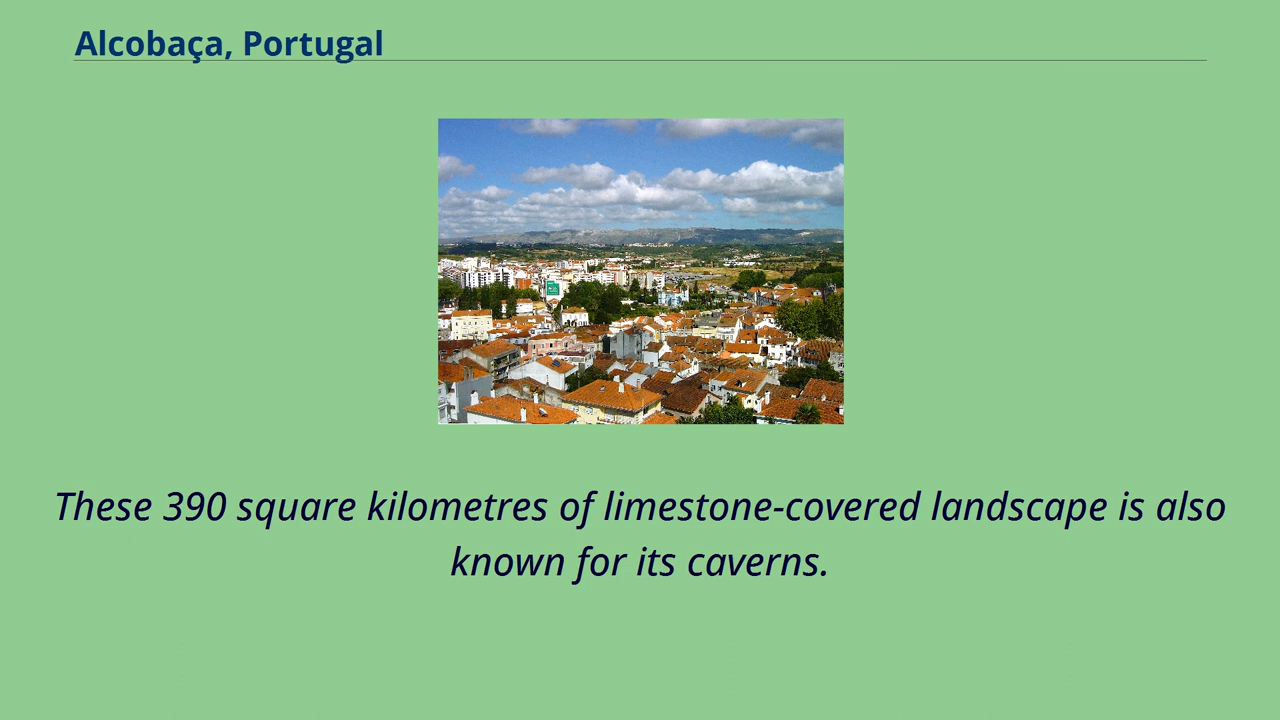 Alcobaça, Portugal
These 390 square kilometres of limestone-covered landscape is also
known for its caverns.